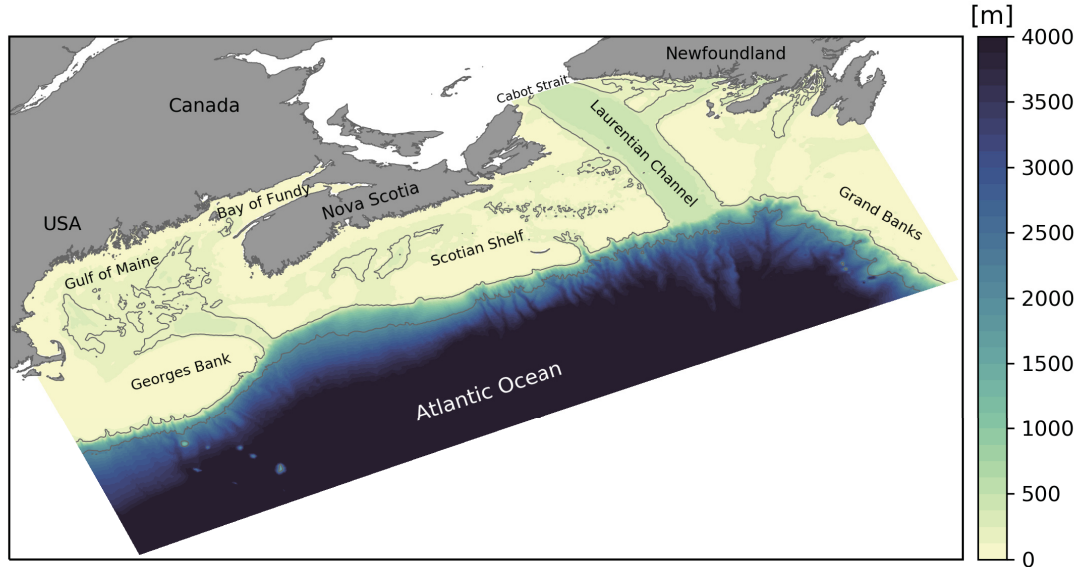 [m]
4000
Newfoundland
Cabot Strait
Canada
3500
Laurentian Channel
3000
Bay of Fundy
Nova Scotia
Grand Banks
USA
2500
Scotian Shelf
Gulf of Maine
2000
1500
Georges Bank
Atlantic Ocean
1000
500
0